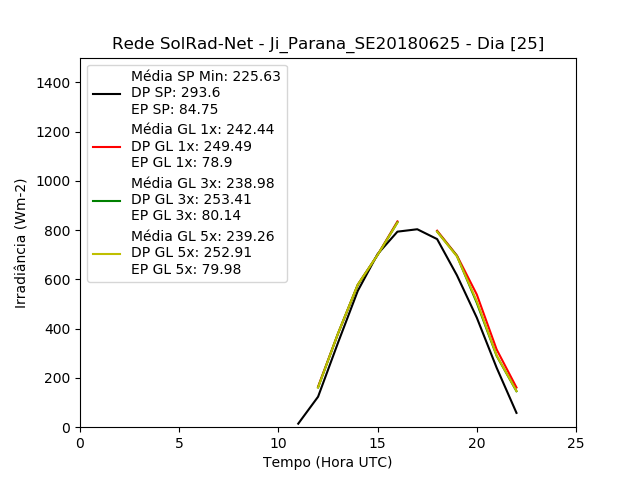 Rede SolRad-Net - Ji_Parana_SE20180625 - Dia [25]
Média SP Min: 225.63
DP SP: 293.6
EP SP: 84.75
Média GL 1x: 242.44
DP GL 1x: 249.49
EP GL 1x: 78.9
Média GL 3x: 238.98
DP GL 3x: 253.41
EP GL 3x: 80.14
Média GL 5x: 239.26
DP GL 5x: 252.91
EP GL 5x: 79.98
Irradiância (Wm-2)
1400
1200
1000
800
600
400
200
0
0 5 10 15 20 25
Tempo (Hora UTC)